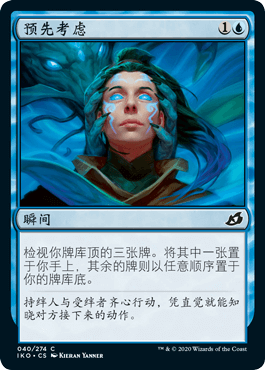 预先考虑 1
瞬间
检视你牌库顶的三张牌。将其中一张置
于你手上,其余的牌则以任意顺序置于
你的牌库底。
持绊人与受绊者齐心行动,凭直觉就能知
晓对方接下来的动作。
040/274 C
IKO • CS KIERAN YANNER
™ & © 2020 Wizards of the Coast